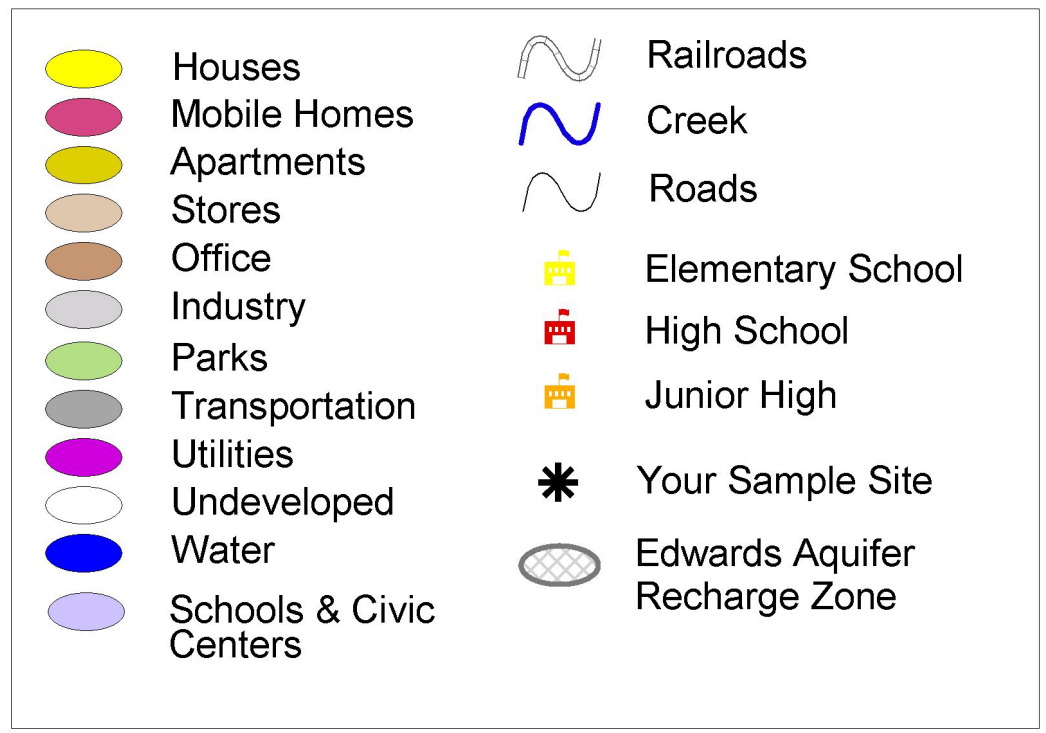 Houses
Mobile Homes
Apartments
Stores
Office
Industry
Parks
Transportation
Utilities
Undeveloped
Water
Schools & Civic
Centers
Railroads
Creek
Roads
Elementary School
High School
Junior High
Your Sample Site
Edwards Aquifer
Recharge Zone